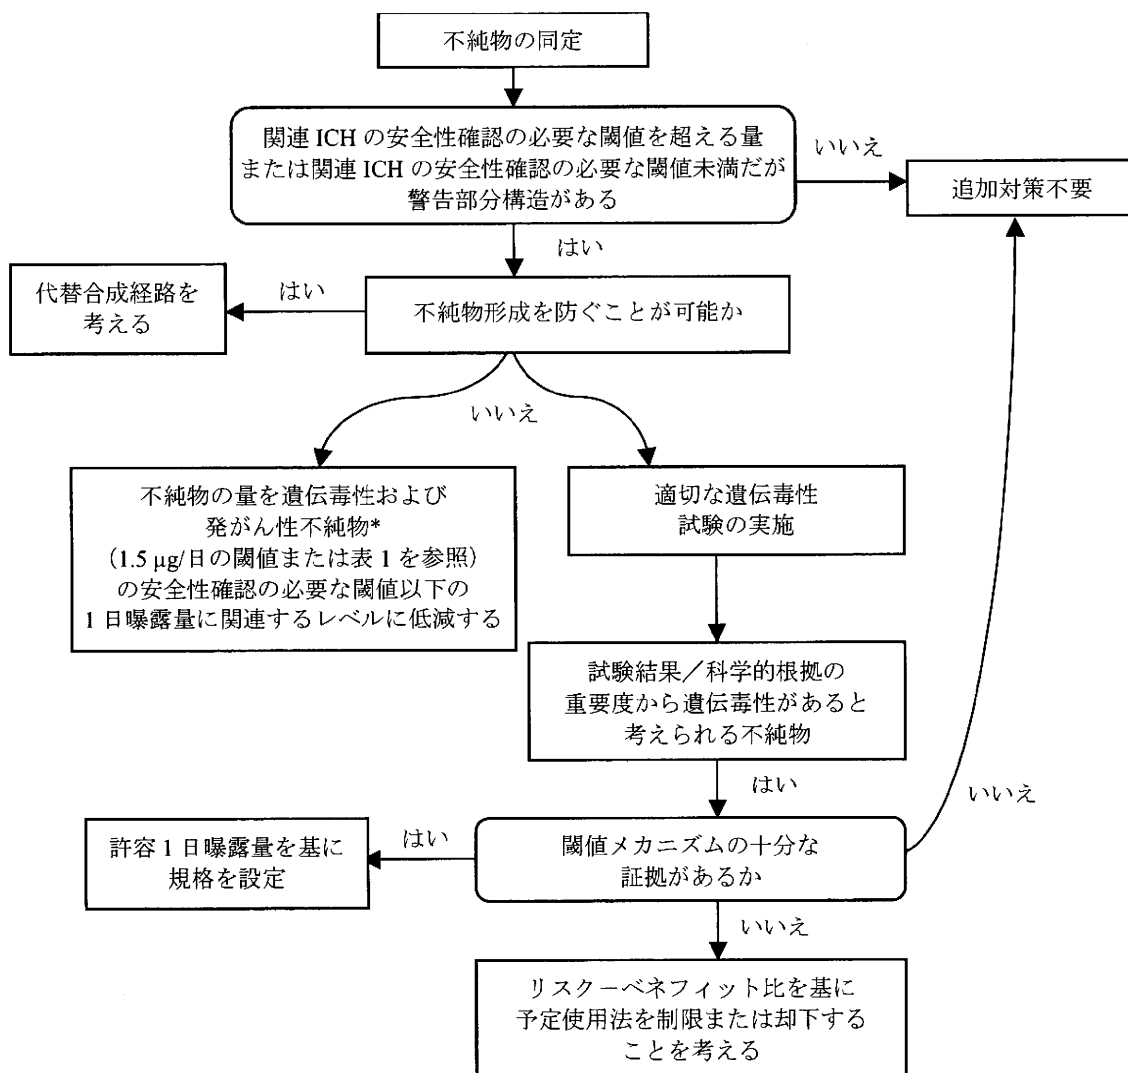 不純物の同定
関連 ICH の安全性確認の必要な閾値を超える量
または関連 ICH の安全性確認の必要な閾値未満だが
警告部分構造がある
いいえ
追加対策不要
はい
代替合成経路を
考える
はい
不純物形成を防ぐことが可能か
いいえ
不純物の量を遺伝毒性および
発がん性不純物*
（1.5 μg/日の閾値または表 1 を参照）
の安全性確認の必要な閾値以下の
1 日曝露量に関連するレベルに低減する
適切な遺伝毒性
試験の実施
試験結果／科学的根拠の
重要度から遺伝毒性があると
考えられる不純物
はい
いいえ
許容 1 日曝露量を基に
規格を設定
はい
閾値メカニズムの十分な
証拠があるか
いいえ
リスク－ベネフィット比を基に
予定使用法を制限または却下する
ことを考える